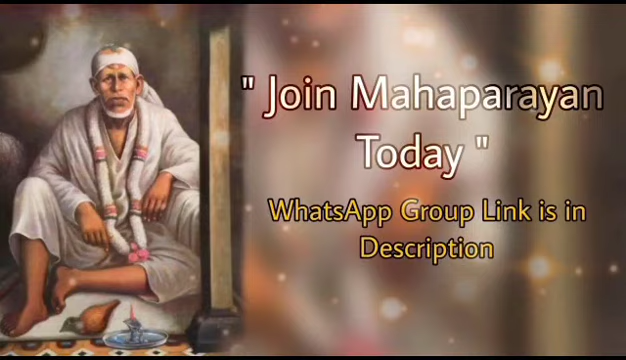 " Join Mahaparayan
Today "
WhatsApp Group Link is in
Description